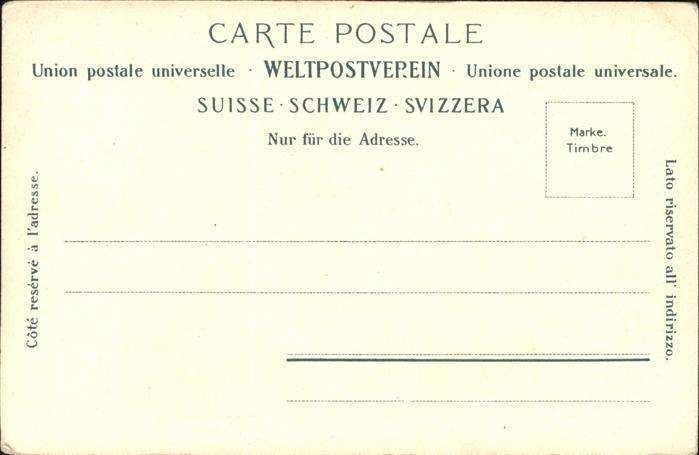 CARTE POSTALE
Union postale universelle · WELTPOSTVEREIN · Unione postale universale.
SUISSE · SCHWEIZ · SVIZZERA
Nur für die Adresse.
Marke.
Timbre
Côté resérvé à l'adresse.
Lato riservato all' indirizzo.